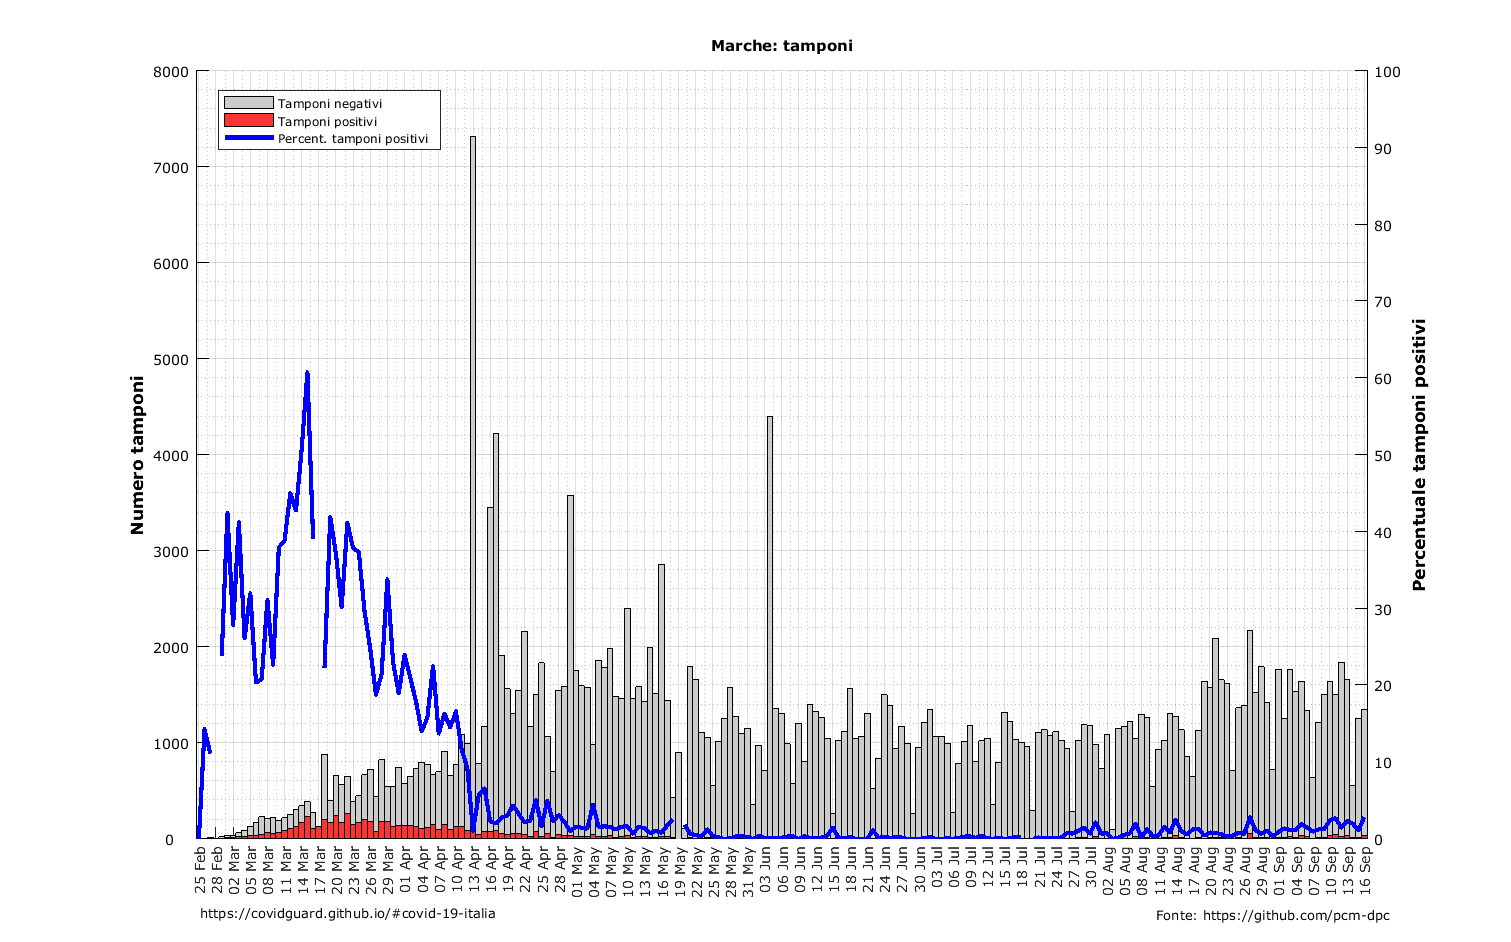 Marche: tamponi
8000
7000
6000
5000
4000
3000
2000
1000
0
Numero tamponi
Tamponi negativi
Tamponi positivi
Percent. tamponi positivi
100
90
80
70
60
50
40
30
20
10
0
Percentuale tamponi positivi
25 Feb
28 Feb
02 Mar
05 Mar
08 Mar
11 Mar
14 Mar
17 Mar
20 Mar
23 Mar
26 Mar
29 Mar
01 Apr
04 Apr
07 Apr
10 Apr
13 Apr
16 Apr
19 Apr
22 Apr
25 Apr
28 Apr
01 May
04 May
07 May
10 May
13 May
16 May
19 May
22 May
25 May
28 May
31 May
03 Jun
06 Jun
09 Jun
12 Jun
15 Jun
18 Jun
21 Jun
24 Jun
27 Jun
30 Jun
03 Jul
06 Jul
09 Jul
12 Jul
15 Jul
18 Jul
21 Jul
24 Jul
27 Jul
30 Jul
02 Aug
05 Aug
08 Aug
11 Aug
14 Aug
17 Aug
20 Aug
23 Aug
26 Aug
29 Aug
01 Sep
04 Sep
07 Sep
10 Sep
13 Sep
16 Sep
https://covidguard.github.io/#covid-19-italia
Fonte: https://github.com/pcm-dpc